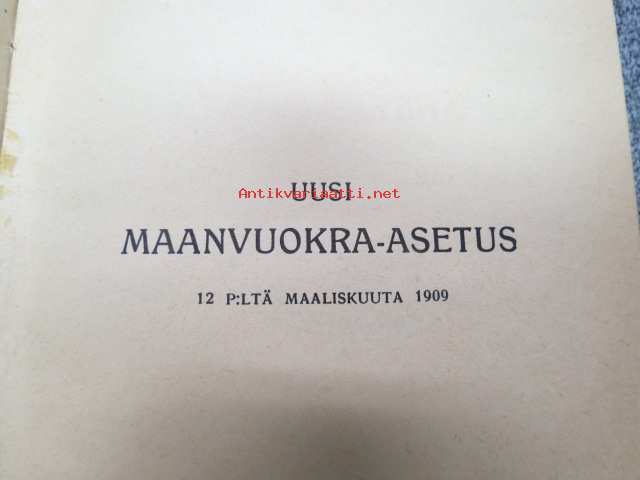 UUSI
Antikvariaatti.net
MAANVUOKRA-ASETUS
12 P:LTÄ MAALISKUUTA 1909